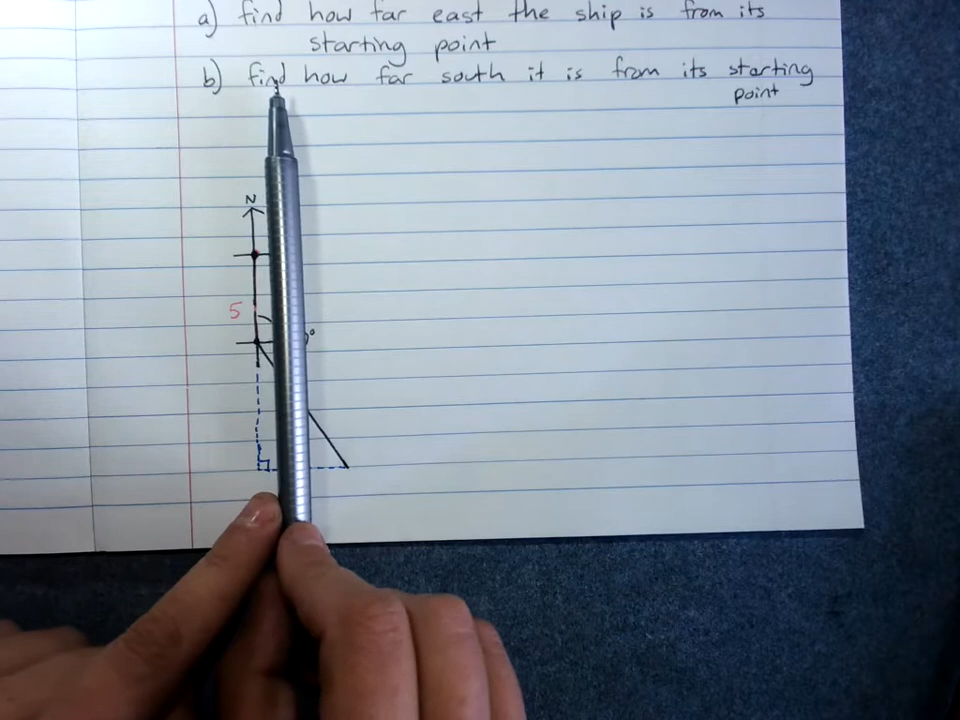 a) find how far east the ship is from its
starting point
b) find how far south it is from its starting
point
N
5